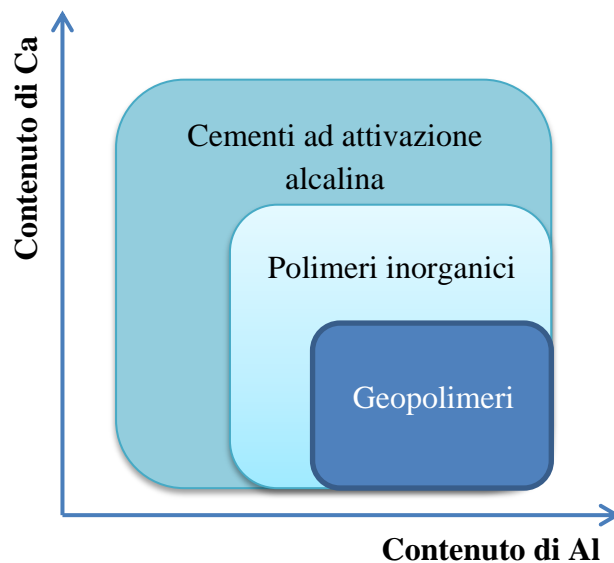 Contenuto di Ca
Cementi ad attivazione
alcalina
Polimeri inorganici
Geopolimeri
Contenuto di Al